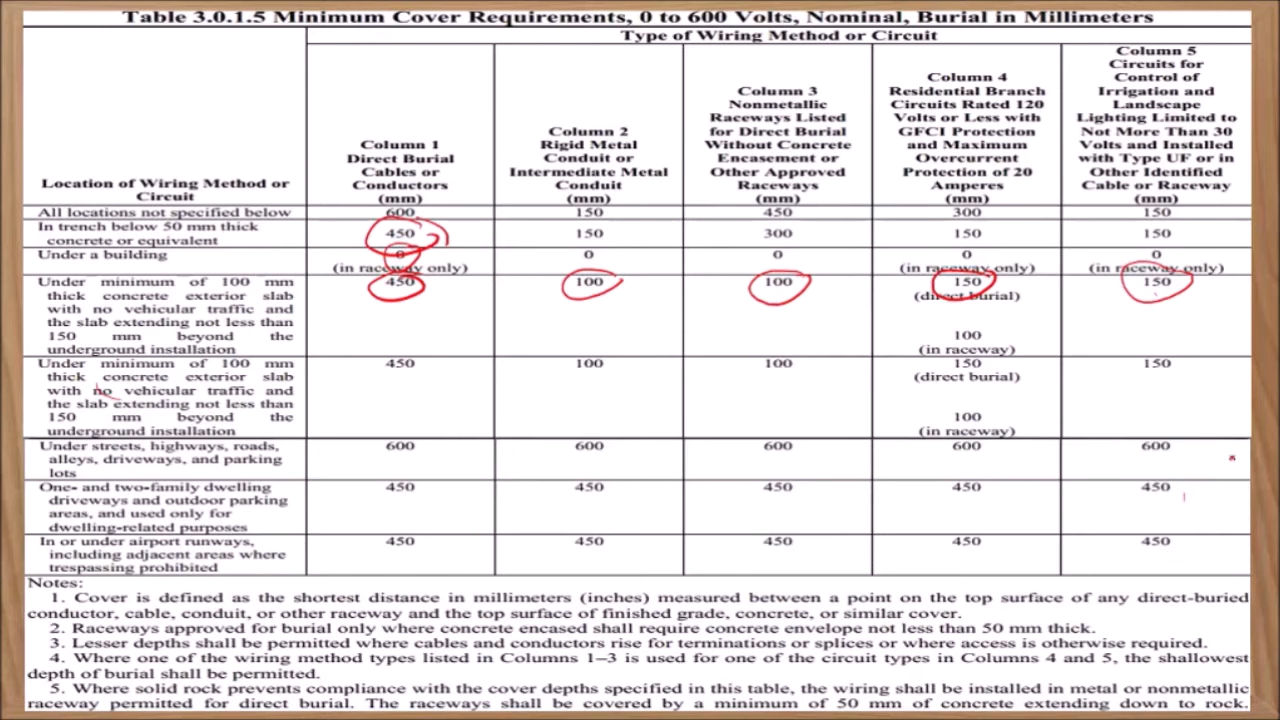 Table 3.0.1.5 Minimum Cover Requirements, 0 to 600 Volts, Nominal, Burial in Millimeters
Type of Wiring Method or Circuit
Location of Wiring Method or
Circuit
Column 1
Direct Burial
Cables or
Conductors
(mm)
Column 2
Rigid Metal
Conduit or
Intermediate Metal
Conduit
(mm)
Column 3
Nonmetallic
Raceways Listed
for Direct Burial
Without Concrete
Encasement or
Other Approved
Raceways
(mm)
Column 4
Residential Branch
Circuits Rated 120
Volts or Less with
GFCI Protection
and Maximum
Overcurrent
Protection of 20
Amperes
(mm)
Column 5
Circuits for
Control of
Irrigation and
Landscape
Lighting Limited to
Not More Than 30
Volts and Installed
with Type UF or in
Other Identified
Cable or Raceway
(mm)
All locations not specified below 600 150 450 300 150
In trench below 50 mm thick
concrete or equivalent
450 150 300 150 150
Under a building
0
(in raceway only)
0
0
0
(in raceway only)
0
(in raceway only)
Under minimum of 100 mm
thick concrete exterior slab
with no vehicular traffic and
the slab extending not less than
150 mm beyond the
underground installation
450
100
100
150
(direct burial)
100
(in raceway)
150
Under minimum of 100 mm
thick concrete exterior slab
with no vehicular traffic and
the slab extending not less than
150 mm beyond the
underground installation
450
100
100
150
(direct burial)
100
(in raceway)
150
Under streets, highways, roads,
alleys, driveways, and parking
lots
600 600 600 600 600
One- and two-family dwelling
driveways and outdoor parking
areas, and used only for
dwelling-related purposes
450 450 450 450 450
In or under airport runways,
including adjacent areas where
trespassing prohibited
450 450 450 450 450
Notes:
1. Cover is defined as the shortest distance in millimeters (inches) measured between a point on the top surface of any direct-buried
conductor, cable, conduit, or other raceway and the top surface of finished grade, concrete, or similar cover.
2. Raceways approved for burial only where concrete encased shall require concrete envelope not less than 50 mm thick.
3. Lesser depths shall be permitted where cables and conductors rise for terminations or splices or where access is otherwise required.
4. Where one of the wiring method types listed in Columns 1–3 is used for one of the circuit types in Columns 4 and 5, the shallowest
depth of burial shall be permitted.
5. Where solid rock prevents compliance with the cover depths specified in this table, the wiring shall be installed in metal or nonmetallic
raceway permitted for direct burial. The raceways shall be covered by a minimum of 50 mm of concrete extending down to rock.